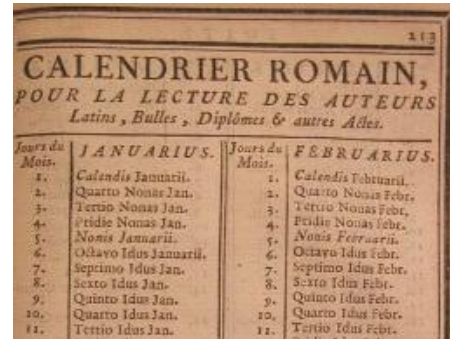 213
CALENDRIER ROMAIN,
POUR LA LECTURE DES AUTEURS
Latins, Bulles, Diplômes & autres Actes.
Jours du Mois. JANUARIUS. Jours du Mois. FEBRUARIUS.
1. Calendis Januarii. 1. Calendis Februarii.
2. Quarto Nonas Jan. 2. Quarto Nonas Febr.
3. Tertio Nonas Jan. 3. Tertio Nonas Febr.
4. Pridie Nonas Jan. 4. Pridie Nonas Febr.
5. Nonis Januarii. 5. Nonis Februarii.
6. Octavo Idus Januarii. 6. Octavo Idus Febr.
7. Septimo Idus Jan. 7. Septimo Idus Febr.
8. Sexto Idus Jan. 8. Sexto Idus Febr.
9. Quinto Idus Jan. 9. Quinto Idus Febr.
10. Quarto Idus Jan. 10. Quarto Idus Febr.
11. Tertio Idus Jan. 11. Tertio Idus Febr.